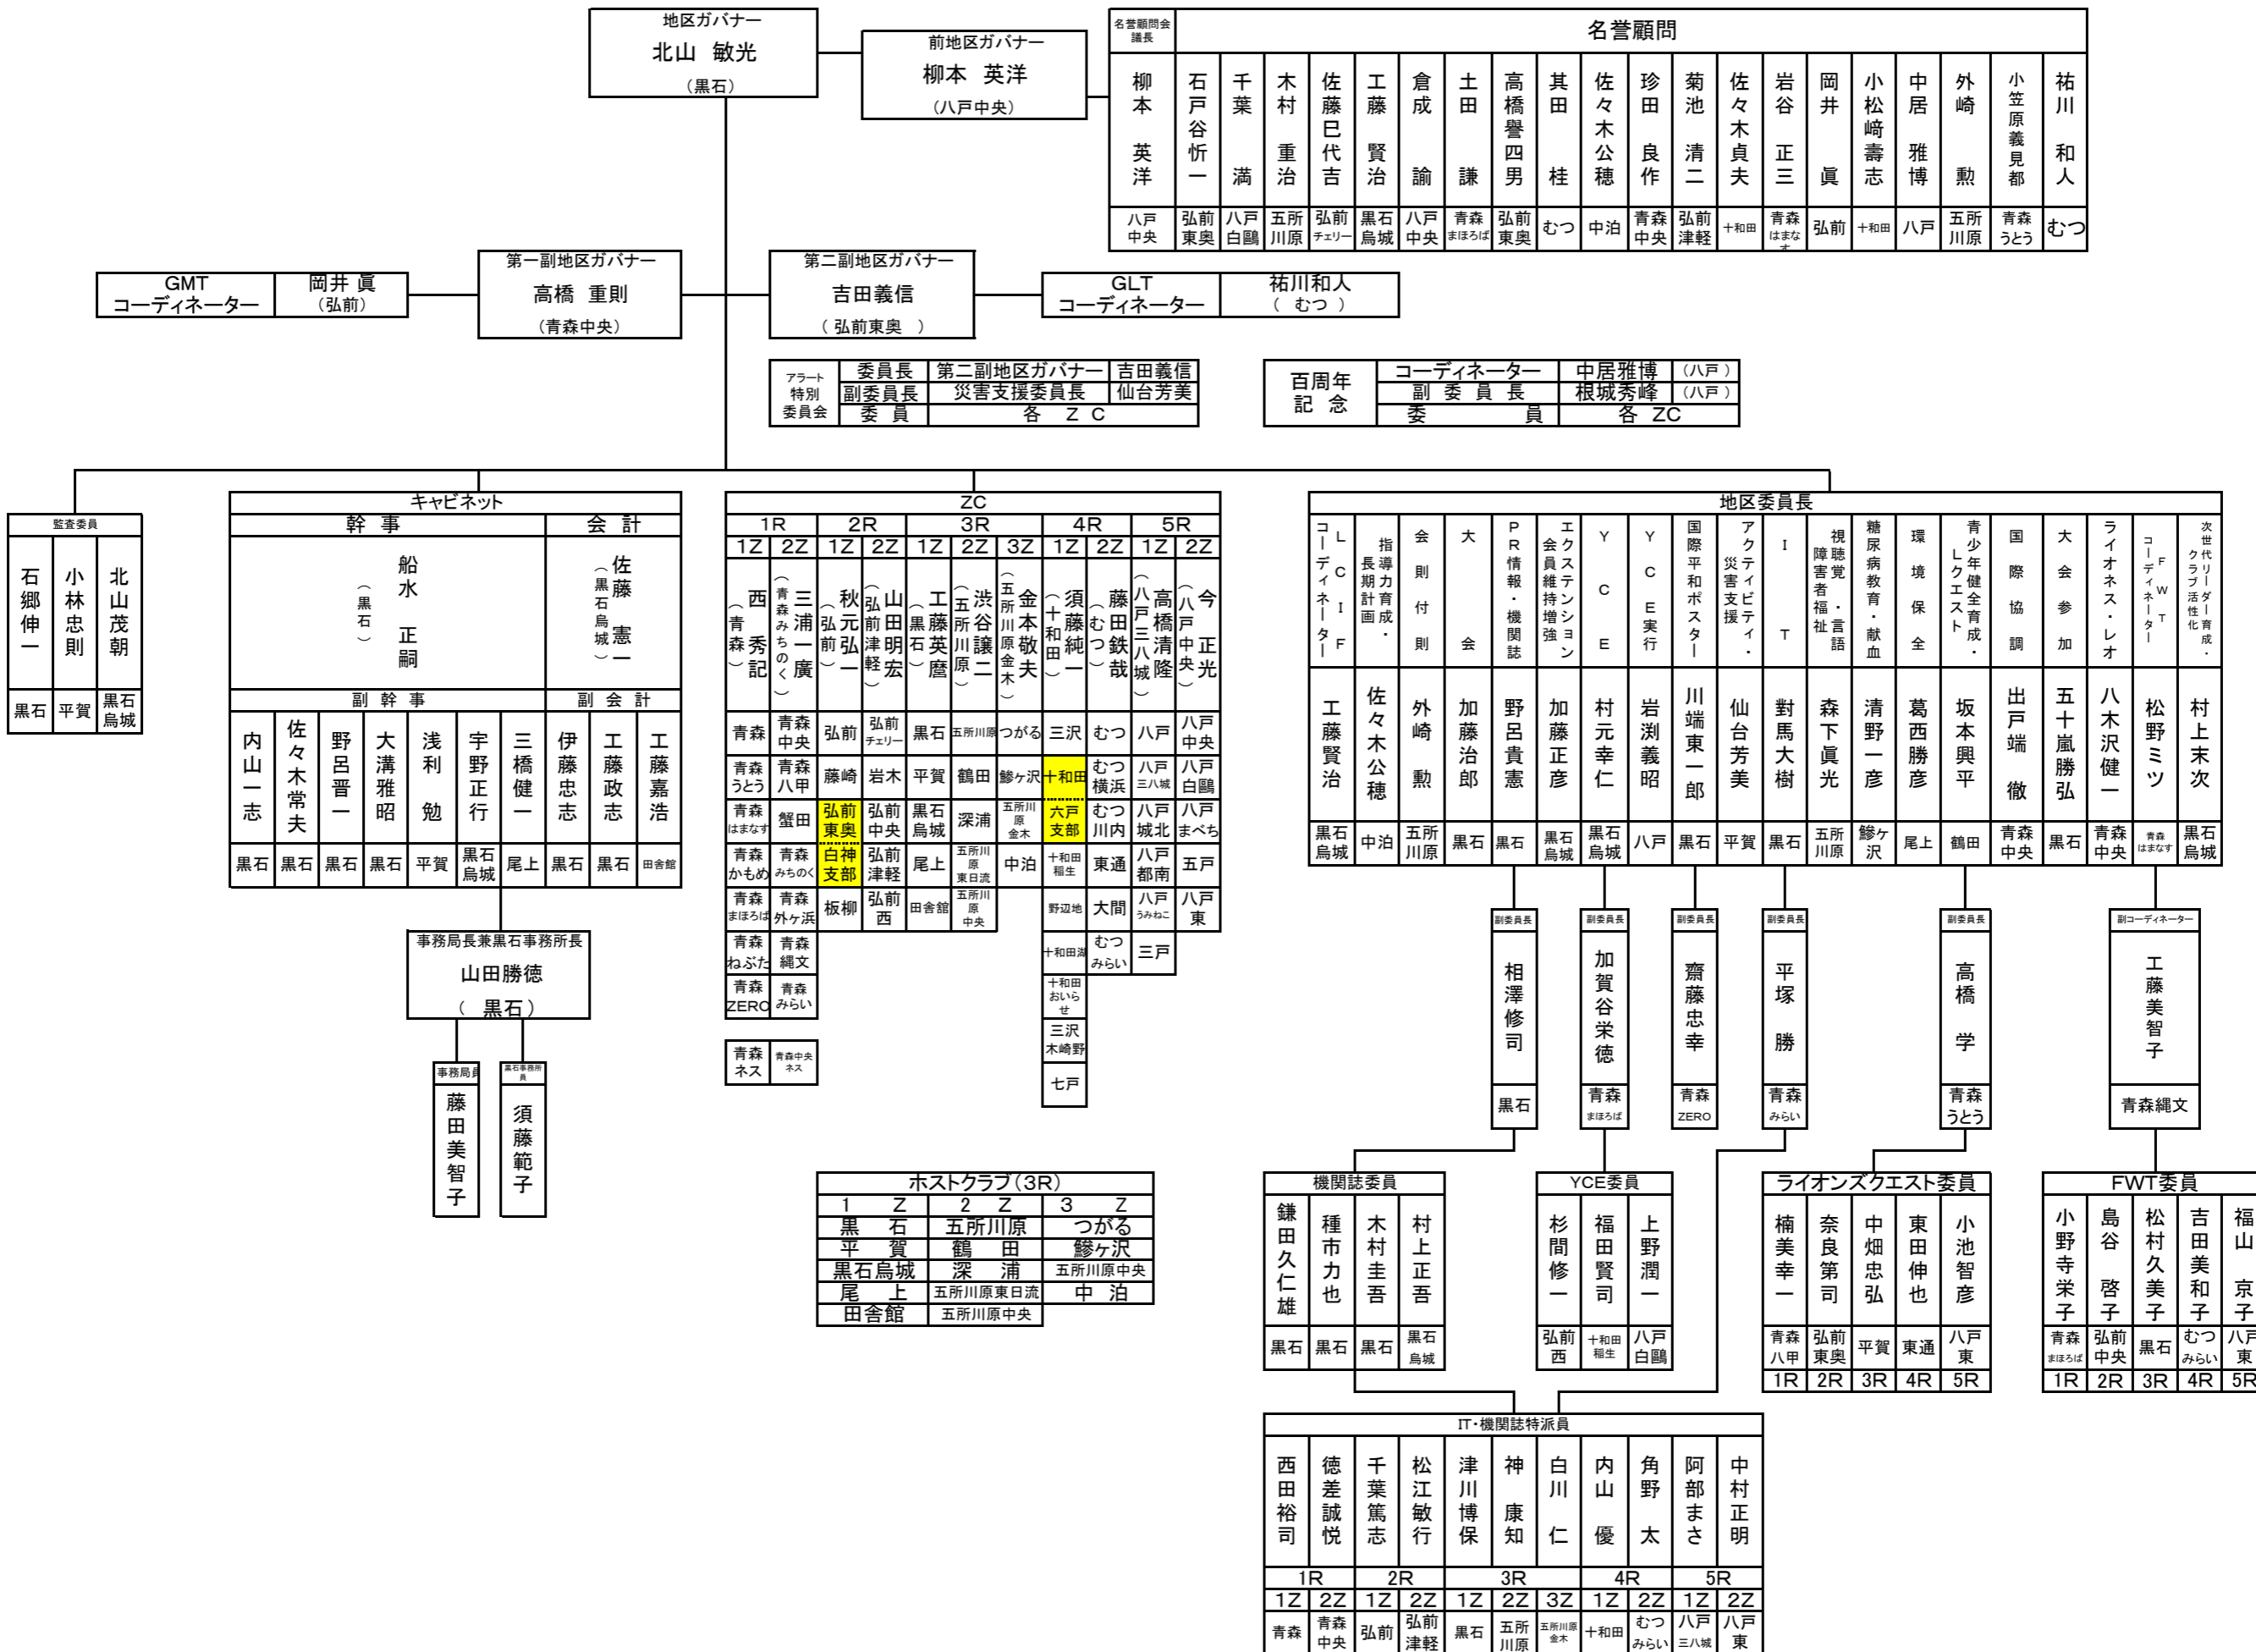 地区ガバナー
北山 敏光
(黒石)
前地区ガバナー
柳本 英洋
(八戸中央)
名誉顧問会
議長
名誉顧問
柳本 英洋
八戸
中央
石戸谷忻一
弘前
東奥
千葉 満
八戸
白鷗
木村重治
五所
川原
佐藤巳代吉
弘前
チェリー
工藤賢治
黒石
烏城
倉成 諭
八戸
中央
土田 謙
青森
まほろば
高橋譽四男
弘前
東奥
其田 桂
むつ
佐々木公穂
中泊
珍田良作
青森
中央
菊池清二
弘前
津軽
佐々木貞夫
十和田
岩谷正三
青森
はまなす
岡井 眞
弘前
小松﨑壽志
十和田
中居雅博
八戸
外崎 勲
五所
川原
小笠原義見都
青森
うとう
祐川和人
むつ
GMT
コーディネーター
岡井 眞
(弘前)
第一副地区ガバナー
高橋 重則
(青森中央)
第二副地区ガバナー
吉田義信
( 弘前東奥 )
GLT
コーディネーター
祐川和人
( むつ )
アラート
特別
委員会
委員長 第二副地区ガバナー 吉田義信
副委員長 災害支援委員長 仙台芳美
委 員 各 Z C
百周年
記 念
コーディネーター 中居雅博 (八戸 )
副 委 員 長 根城秀峰 (八戸 )
委 員 各 ZC
監査委員
石郷伸一
黒石
小林忠則
平賀
北山茂朝
黒石
烏城
キャビネット
幹 事 会 計
船水 正嗣
(黒石)
佐藤 憲一
(黒石烏城)
副 幹 事 副 会 計
内山一志
黒石
佐々木常夫
黒石
野呂晋一
黒石
大溝雅昭
黒石
浅利 勉
平賀
宇野正行
黒石
烏城
三橋健一
尾上
伊藤忠志
黒石
工藤政志
黒石
工藤嘉浩
田舎館
事務局長兼黒石事務所長
山田勝徳
( 黒石)
事務局員
藤田美智子
黒石事務所員
須藤範子
ZC
1R 2R 3R 4R 5R
1Z 2Z 1Z 2Z 1Z 2Z 3Z 1Z 2Z 1Z 2Z
西 秀記
(青森)
三浦一廣
(青森みちのく)
秋元弘一
(弘前)
山田明宏
(弘前津軽)
工藤英麿
(黒石)
渋谷譲二
(五所川原)
金本敬夫
(五所川原金木)
須藤純一
(十和田)
藤田鉄哉
(むつ)
高橋清隆
(八戸三八城)
今 正光
(八戸中央)
青森 青森中央 弘前 弘前チェリー 黒石 五所川原 つがる 三沢 むつ 八戸 八戸中央
青森うとう 青森八甲 藤崎 岩木 平賀 鶴田 鰺ヶ沢 十和田 むつ横浜 八戸三八城 八戸白鷗
青森はまなす 蟹田 弘前東奥 弘前中央 黒石烏城 深浦 五所川原金木 六戸支部 むつ川内 八戸城北 八戸まべち
青森かもめ 青森みちのく 白神支部 弘前津軽 尾上 五所川原東日流 中泊 十和田稲生 東通 八戸都南 五戸
青森まほろば 青森外ヶ浜 板柳 弘前西 田舎舘 五所川原中央 野辺地 大間 八戸うみねこ 八戸東
青森ねぶた 青森縄文 十和田湖 むつみらい 三戸
青森ZERO 青森みらい 十和田おいらせ
三沢木崎野
青森ネス 青森中央ネス 七戸
地区委員長
LCIFコーディネーター
工藤賢治
黒石
烏城
指導力育成・長期計画
佐々木公穂
中泊
会則付則
外崎 勲
五所
川原
大会
加藤治郎
黒石
PR情報・機関誌
野呂貴憲
黒石
エクステンション会員維持増強
加藤正彦
黒石
烏城
YCE
村元幸仁
黒石
烏城
YCE実行
岩渕義昭
八戸
国際平和ポスター
川端東一郎
黒石
アクティビティ・災害支援
仙台芳美
平賀
IT
對馬大樹
黒石
視聴覚・言語障害者福祉
森下眞光
五所
川原
糖尿病教育・献血
清野一彦
鰺ヶ
沢
環境保全
葛西勝彦
尾上
青少年健全育成・Lクエスト
坂本興平
鶴田
国際協調
出戸端 徹
青森
中央
大会参加
五十嵐勝弘
黒石
ライオネス・レオ
八木沢健一
青森
中央
FWTコーディネーター
松野ミツ
青森
はまなす
次世代リーダー育成・クラブ活性化
村上末次
黒石
烏城
副委員長
相澤修司
黒石
副委員長
加賀谷栄徳
青森
まほろば
副委員長
齋藤忠幸
青森
ZERO
副委員長
平塚 勝
青森
みらい
副委員長
高橋 学
青森
うとう
副コーディネーター
工藤美智子
青森縄文
ホストクラブ(3R)
1 Z 2 Z 3 Z
黒 石 五所川原 つがる
平 賀 鶴 田 鰺ヶ沢
黒石烏城 深 浦 五所川原中央
尾 上 五所川原東日流 中 泊
田舎館 五所川原中央
機関誌委員
鎌田久仁雄
黒石
種市力也
黒石
木村圭吾
黒石
村上正吾
黒石
烏城
YCE委員
杉間修一
弘前
西
福田賢司
十和田
稲生
上野潤一
八戸
白鷗
ライオンズクエスト委員
楠美幸一
青森
八甲
1R
奈良第司
弘前
東奥
2R
中畑忠弘
平賀
3R
東田伸也
東通
4R
小池智彦
八戸
東
5R
FWT委員
小野寺栄子
青森
まほろば
1R
島谷啓子
弘前
中央
2R
松村久美子
黒石
3R
吉田美和子
むつ
みらい
4R
福山京子
八戸
東
5R
IT・機関誌特派員
西田裕司 徳差誠悦 千葉篤志 松江敏行 津川博保 神 康知 白川 仁 内山 優 角野 太 阿部まさ 中村正明
1R 2R 3R 4R 5R
1Z 2Z 1Z 2Z 1Z 2Z 3Z 1Z 2Z 1Z 2Z
青森 青森中央 弘前 弘前津軽 黒石 五所川原 五所川原金木 十和田 むつみらい 八戸三八城 八戸東